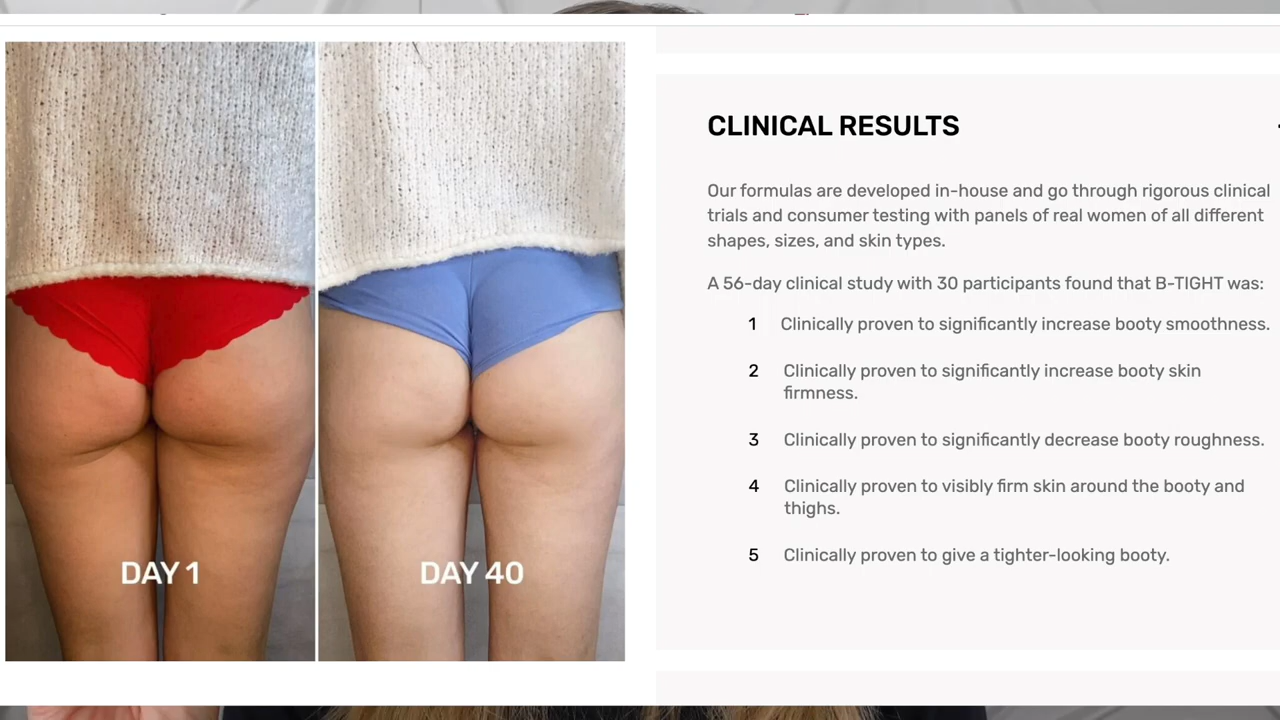 DAY 1
DAY 40
CLINICAL RESULTS
Our formulas are developed in-house and go through rigorous clinical
trials and consumer testing with panels of real women of all different
shapes, sizes, and skin types.
A 56-day clinical study with 30 participants found that B-TIGHT was:
1 Clinically proven to significantly increase booty smoothness.
2 Clinically proven to significantly increase booty skin
firmness.
3 Clinically proven to significantly decrease booty roughness.
4 Clinically proven to visibly firm skin around the booty and
thighs.
5 Clinically proven to give a tighter-looking booty.